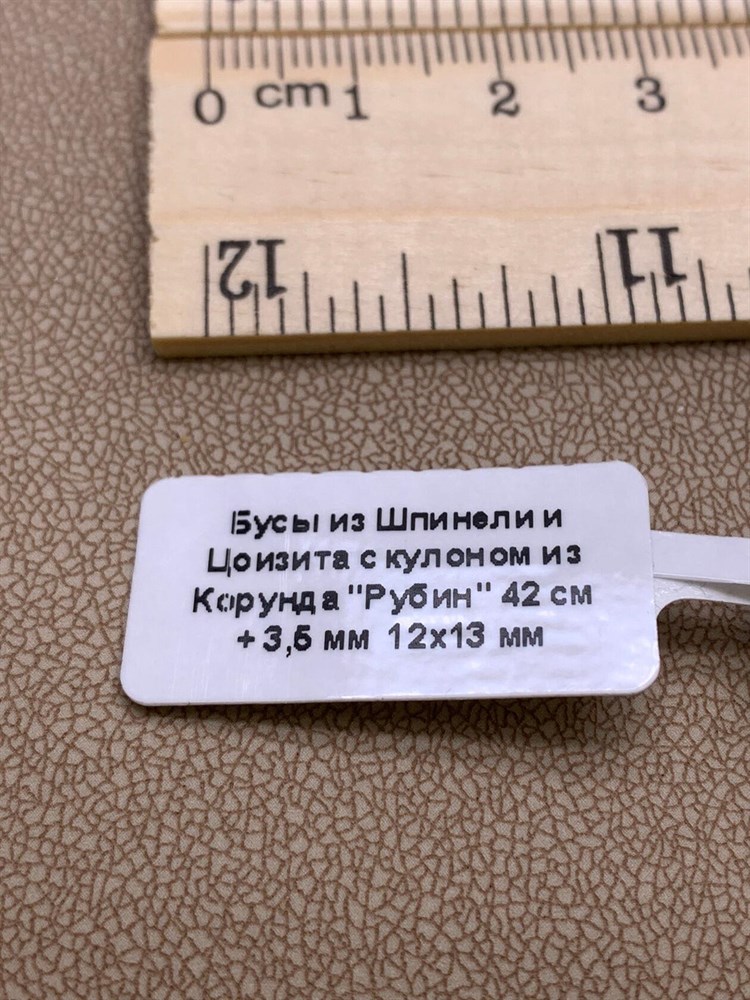 0 cm 1 2 3
12 11
Бусы из Шпинели и
Цоизита с кулоном из
Корунда "Рубин" 42 см
+ 3,5 мм 12x13 мм